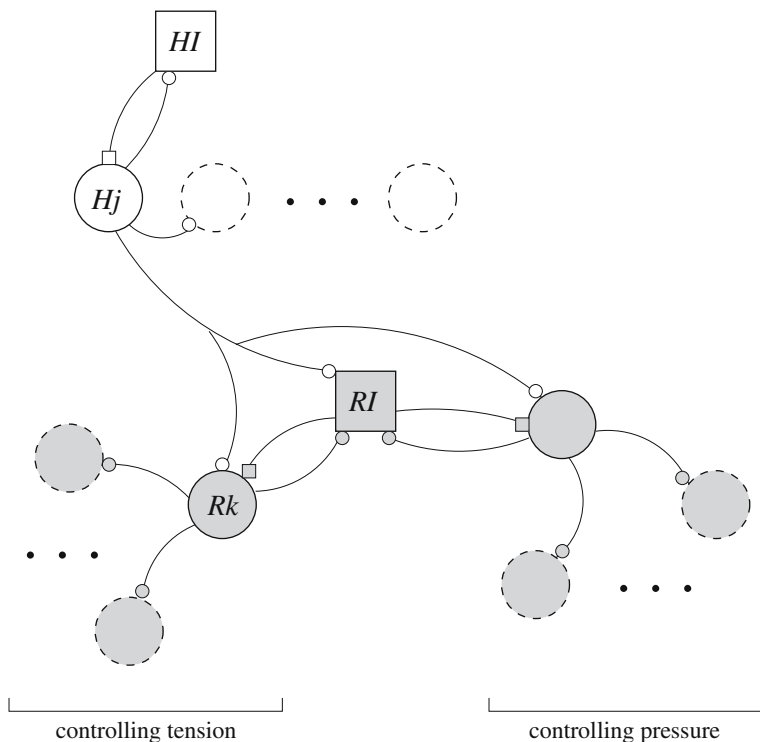 HI
Hj
RI
Rk
controlling tension
controlling pressure